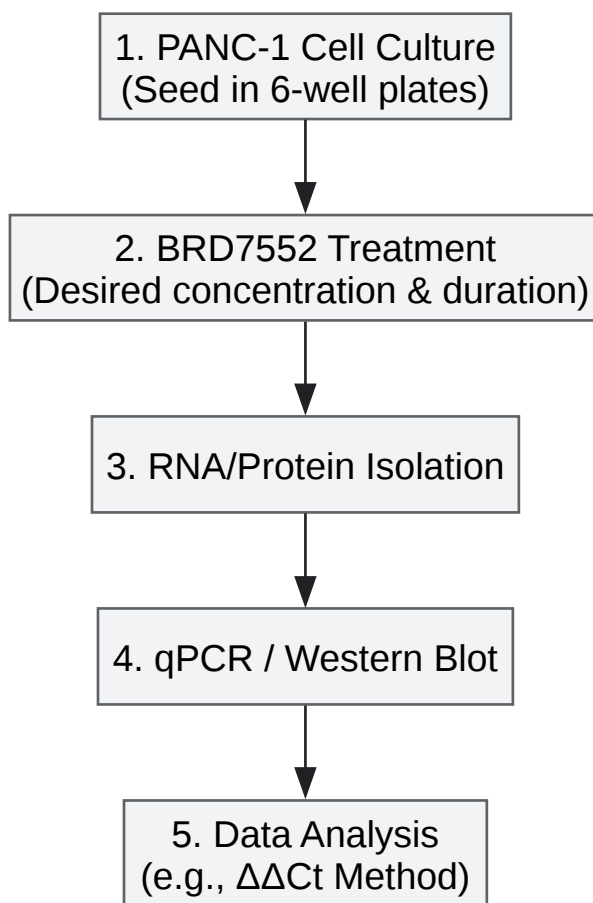 1. PANC-1 Cell Culture
(Seed in 6-well plates)
2. BRD7552 Treatment
(Desired concentration & duration)
3. RNA/Protein Isolation
4. qPCR / Western Blot
5. Data Analysis
(e.g., ΔΔCt Method)